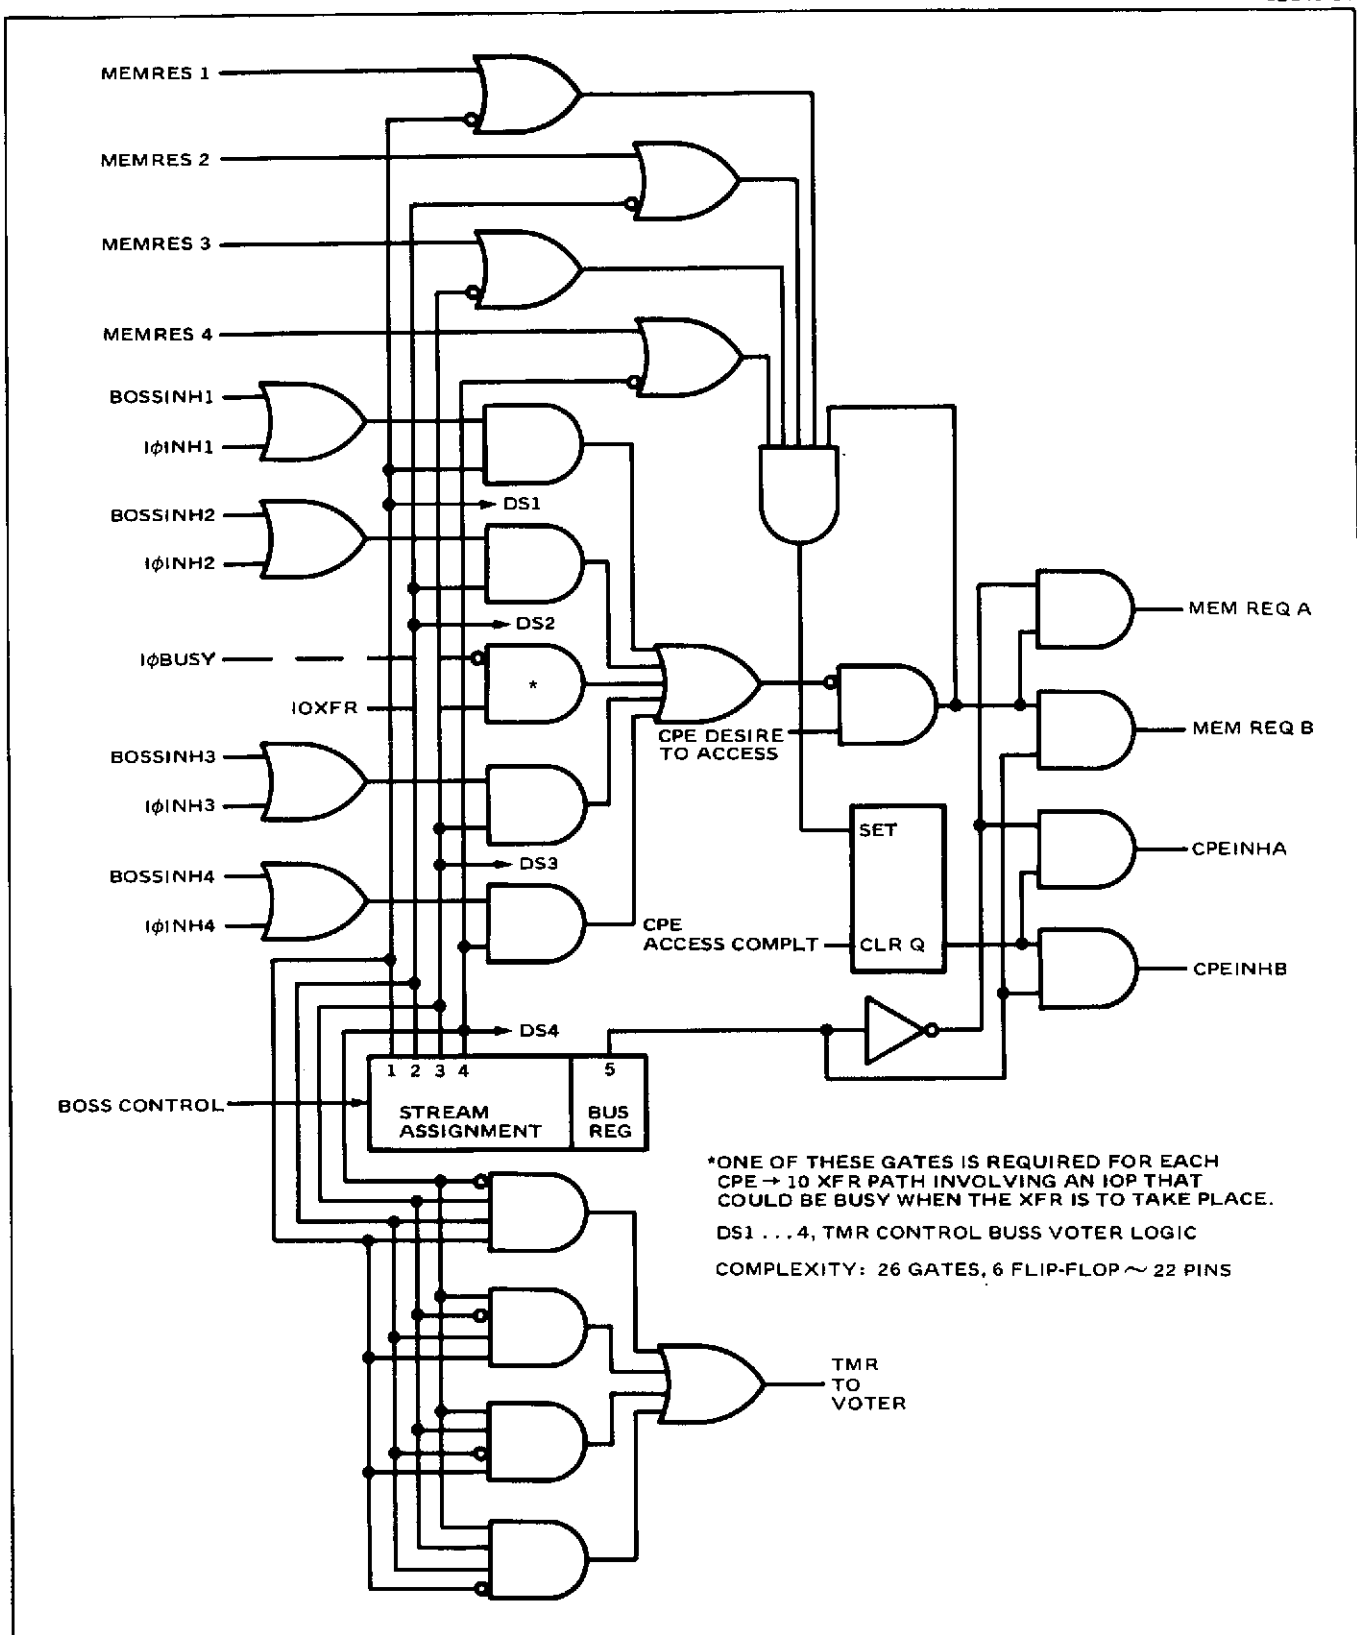 MEMRES 1
MEMRES 2
MEMRES 3
MEMRES 4
BOSSINH1
IϕINH1
DS1
BOSSINH2
IϕINH2
DS2
IϕBUSY
*
IOXFR
CPE DESIRE
TO ACCESS
BOSSINH3
IϕINH3
DS3
BOSSINH4
IϕINH4
DS4
MEM REQ A
MEM REQ B
SET
CPEINHA
CPE
ACCESS COMPLT
CLR Q
CPEINHB
1 2 3 4
5
BOSS CONTROL
STREAM
ASSIGNMENT
BUS
REG
*ONE OF THESE GATES IS REQUIRED FOR EACH
CPE → 10 XFR PATH INVOLVING AN IOP THAT
COULD BE BUSY WHEN THE XFR IS TO TAKE PLACE.
DS1 . . . 4, TMR CONTROL BUSS VOTER LOGIC
COMPLEXITY: 26 GATES, 6 FLIP-FLOP ~ 22 PINS
TMR
TO
VOTER